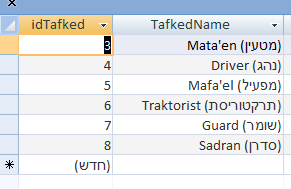 idTafked TafkedName
3 Mata'en (מטעין)
4 Driver (נהג)
5 Mafa'el (מפעיל)
6 Traktorist (תרקטוריסת)
7 Guard (שומר)
8 Sadran (סדרן)
(חדש)